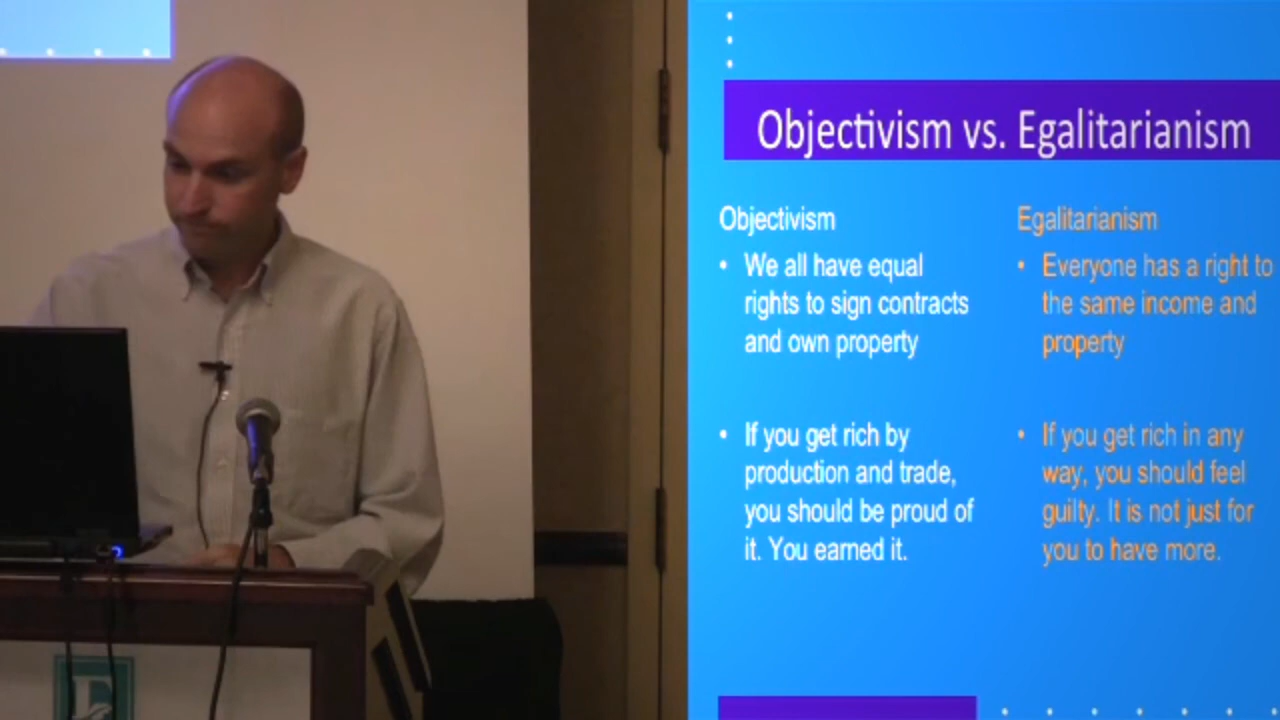 Objectivism vs. Egalitarianism
Objectivism
• We all have equal
rights to sign contracts
and own property
• If you get rich by
production and trade,
you should be proud of
it. You earned it.
Egalitarianism
• Everyone has a right to
the same income and
property
• If you get rich in any
way, you should feel
guilty. It is not just for
you to have more.
E